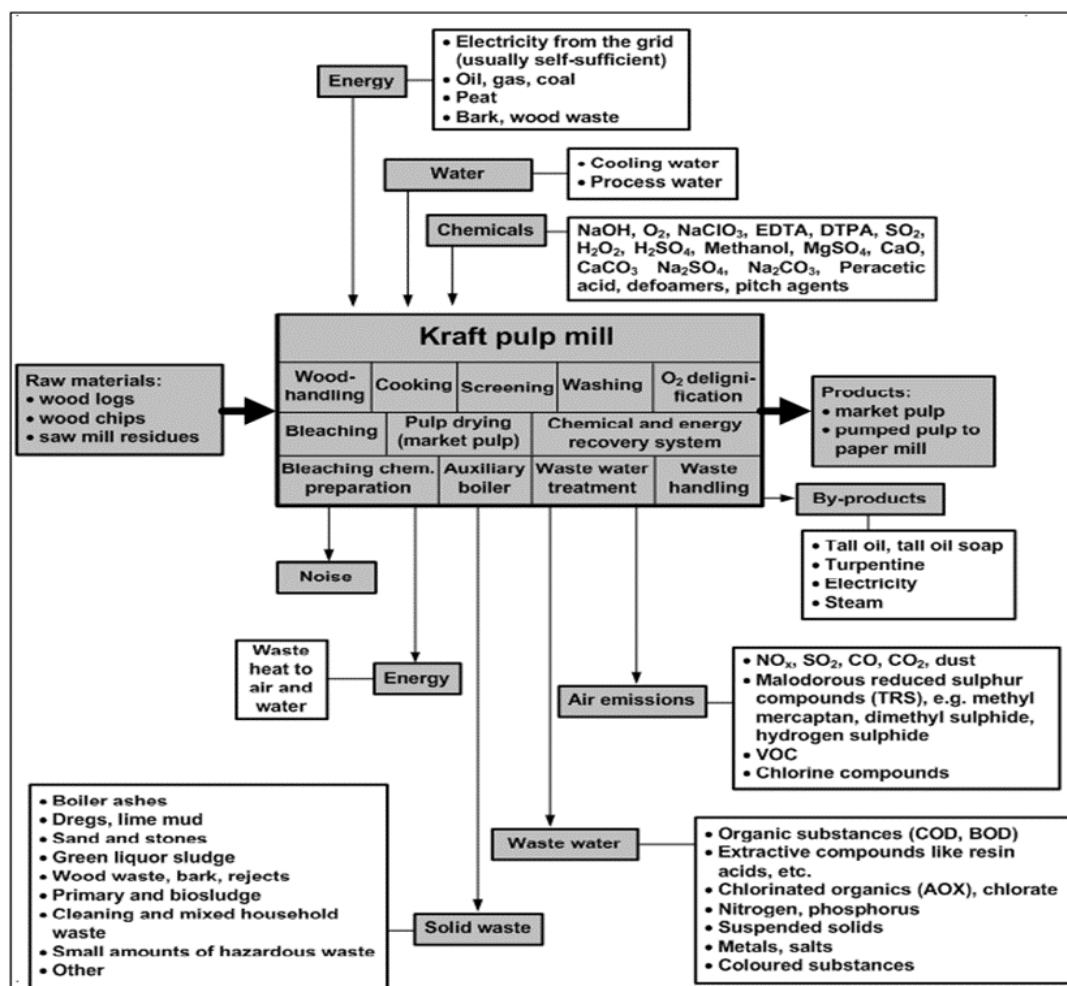 Energy
• Electricity from the grid
(usually self-sufficient)
• Oil, gas, coal
• Peat
• Bark, wood waste
Water
• Cooling water
• Process water
Chemicals
NaOH, O₂, NaClO₃, EDTA, DTPA, SO₂,
H₂O₂, H₂SO₄, Methanol, MgSO₄, CaO,
CaCO₃ Na₂SO₄, Na₂CO₃, Peracetic
acid, defoamers, pitch agents
Raw materials:
• wood logs
• wood chips
• saw mill residues
Kraft pulp mill
Wood-
handling
Cooking
Screening
Washing
O₂ deligni-
fication
Bleaching
Pulp drying
(market pulp)
Chemical and energy
recovery system
Bleaching chem.
preparation
Auxiliary
boiler
Waste water
treatment
Waste
handling
Products:
• market pulp
• pumped pulp to
paper mill
By-products
• Tall oil, tall oil soap
• Turpentine
• Electricity
• Steam
Noise
Waste
heat to
air and
water
Energy
Air emissions
• NOₓ, SO₂, CO, CO₂, dust
• Malodorous reduced sulphur
compounds (TRS), e.g. methyl
mercaptan, dimethyl sulphide,
hydrogen sulphide
• VOC
• Chlorine compounds
Waste water
• Organic substances (COD, BOD)
• Extractive compounds like resin
acids, etc.
• Chlorinated organics (AOX), chlorate
• Nitrogen, phosphorus
• Suspended solids
• Metals, salts
• Coloured substances
• Boiler ashes
• Dregs, lime mud
• Sand and stones
• Green liquor sludge
• Wood waste, bark, rejects
• Primary and biosludge
• Cleaning and mixed household
waste
• Small amounts of hazardous waste
• Other
Solid waste